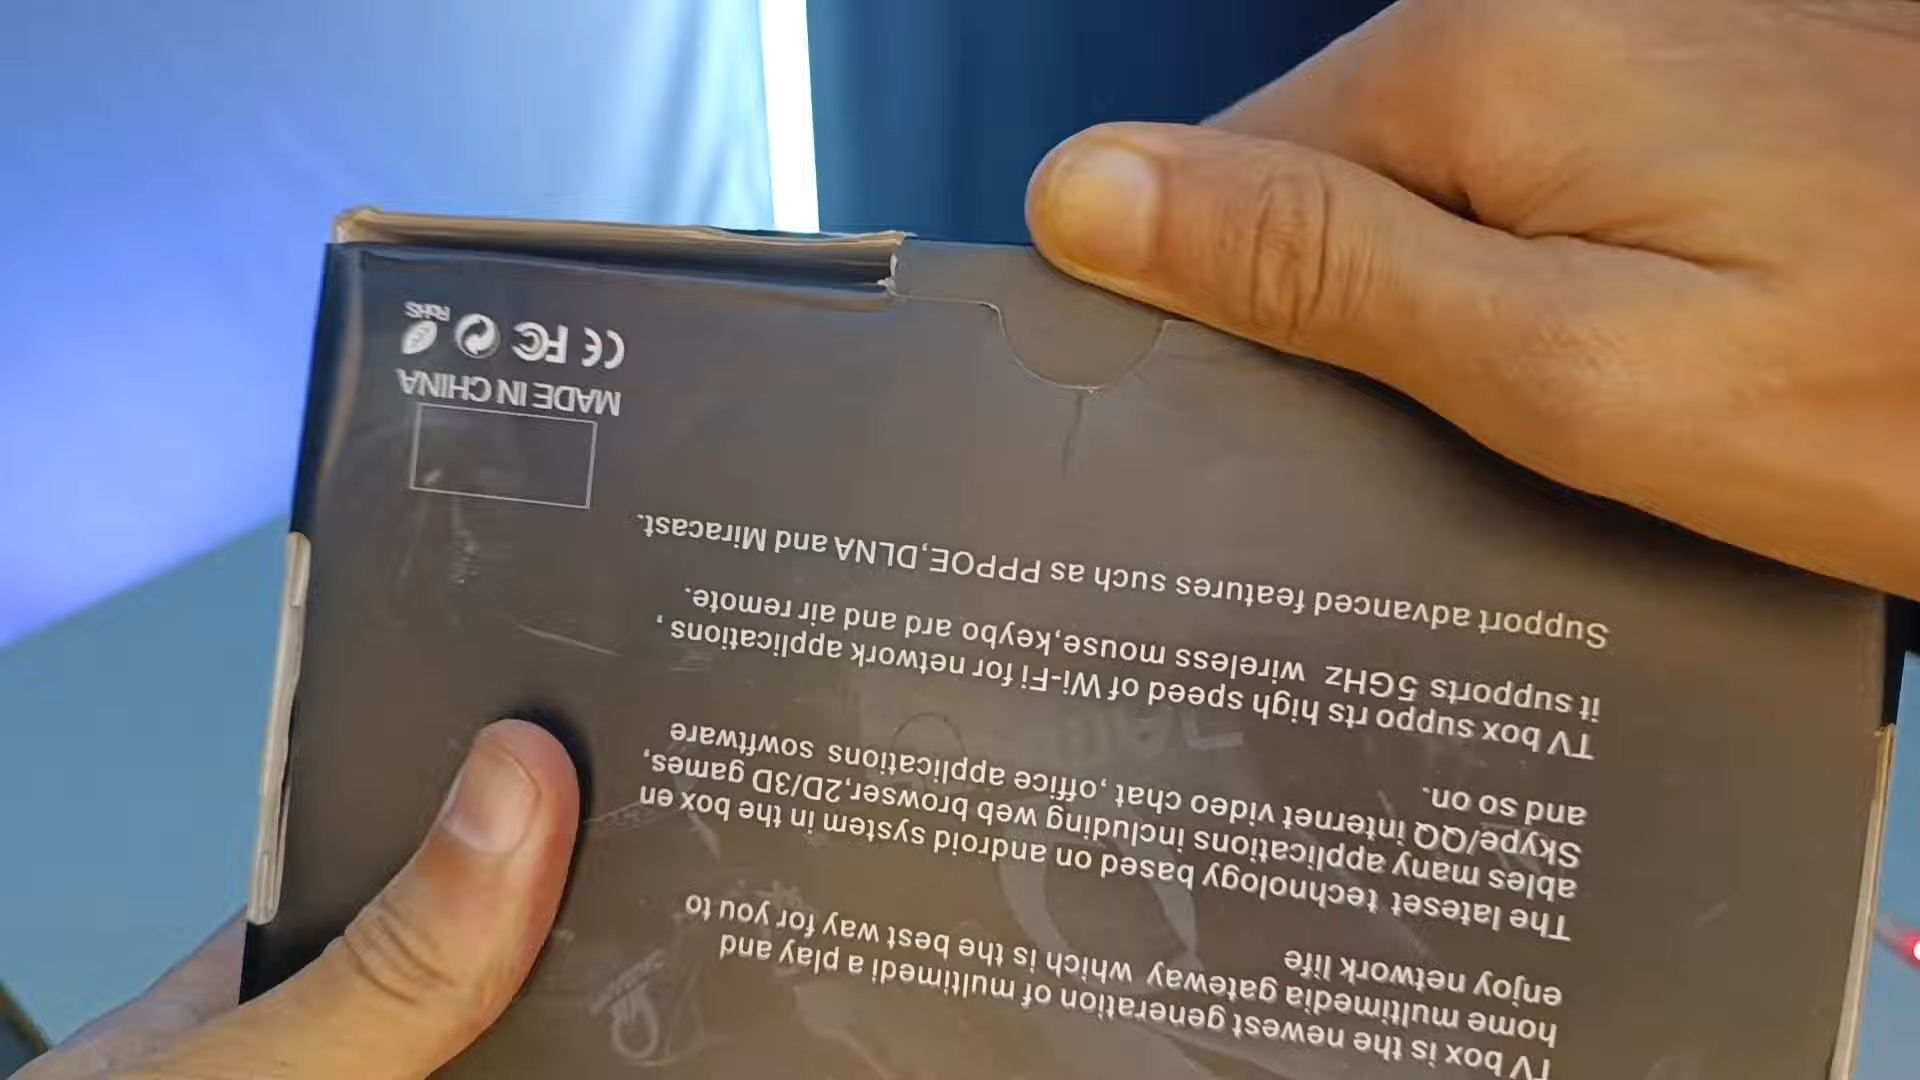 TV box is the newest generation of multimedi a play and
home multimedia gateway which is the best way for you to
enjoy network life
The lateset technology based on android system in the box en
ables many applications including web browser,2D/3D games,
Skype/QQ internet video chat ,office applications sowftware
and so on.
TV box suppo rts high speed of Wi-Fi for network applications ,
it supports 5GHz wireless mouse,keybo ard and air remote.
Support advanced features such as PPPOE,DLNA and Miracast.
MADE IN CHINA
CE FC
RoHS